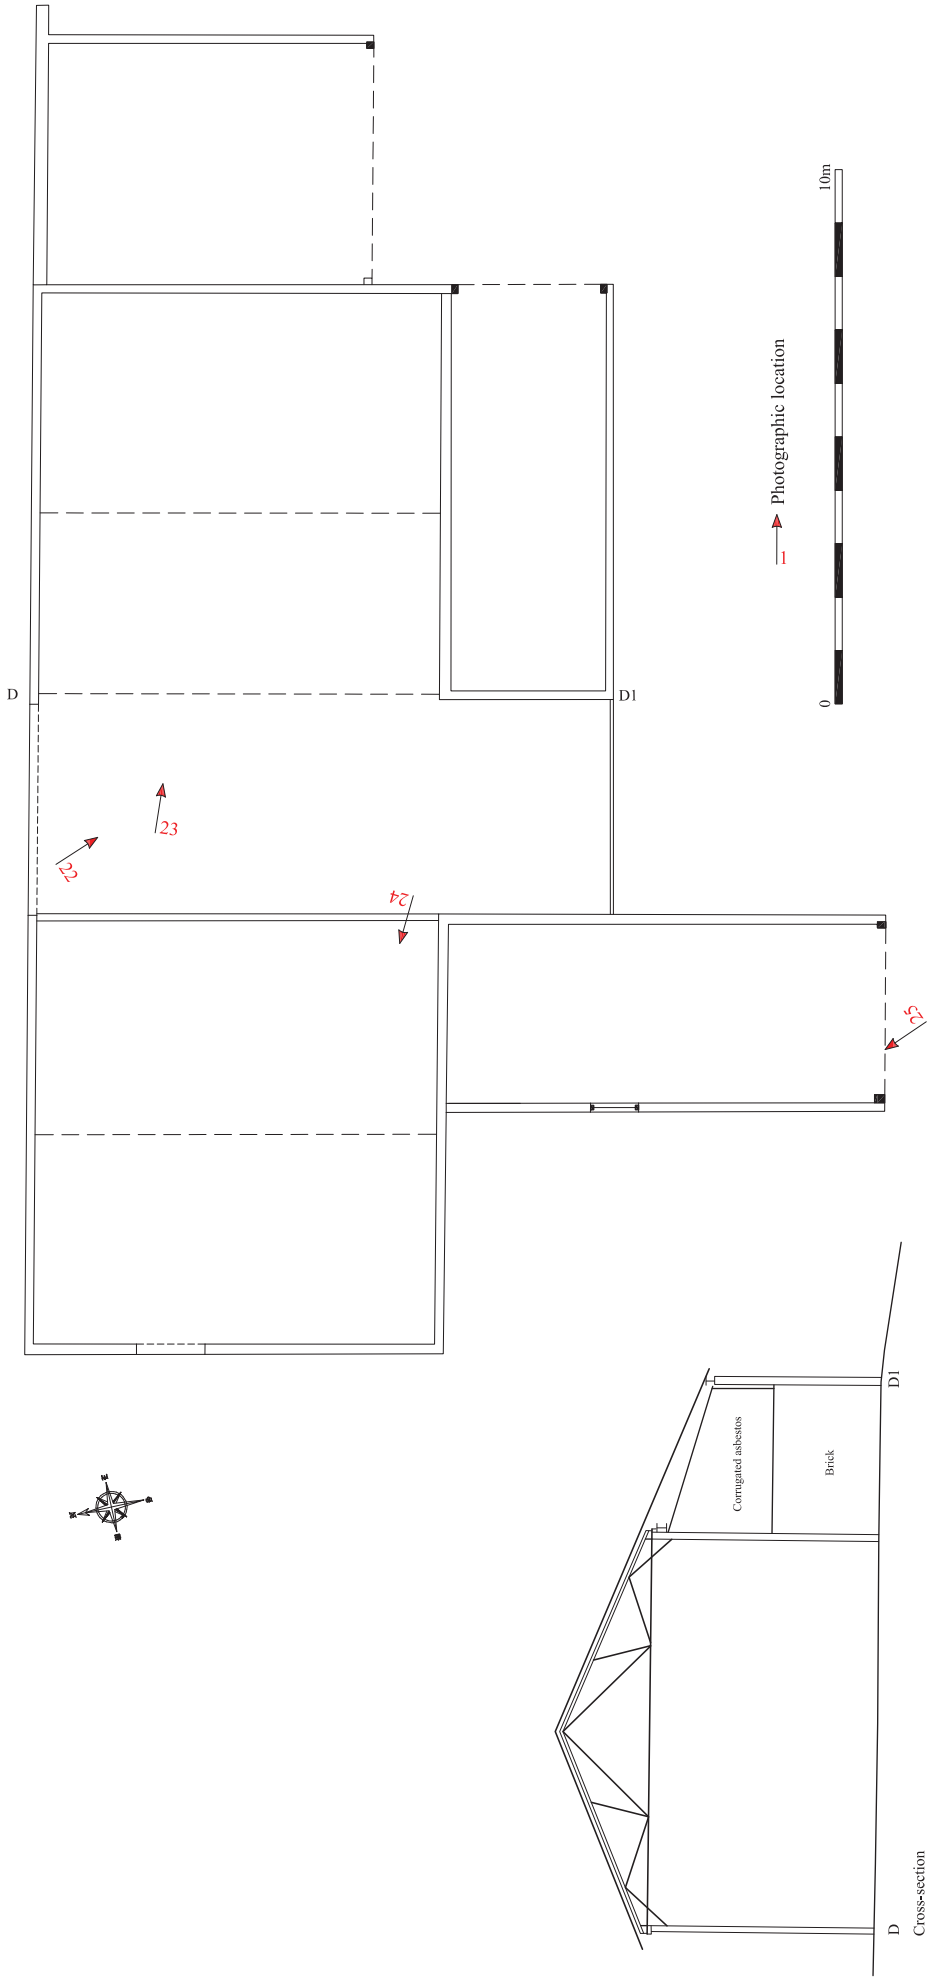 10m
0
1
Photographic location
D
D1
23
22
24
25
Corrugated asbestos
Brick
D1
D
Cross-section